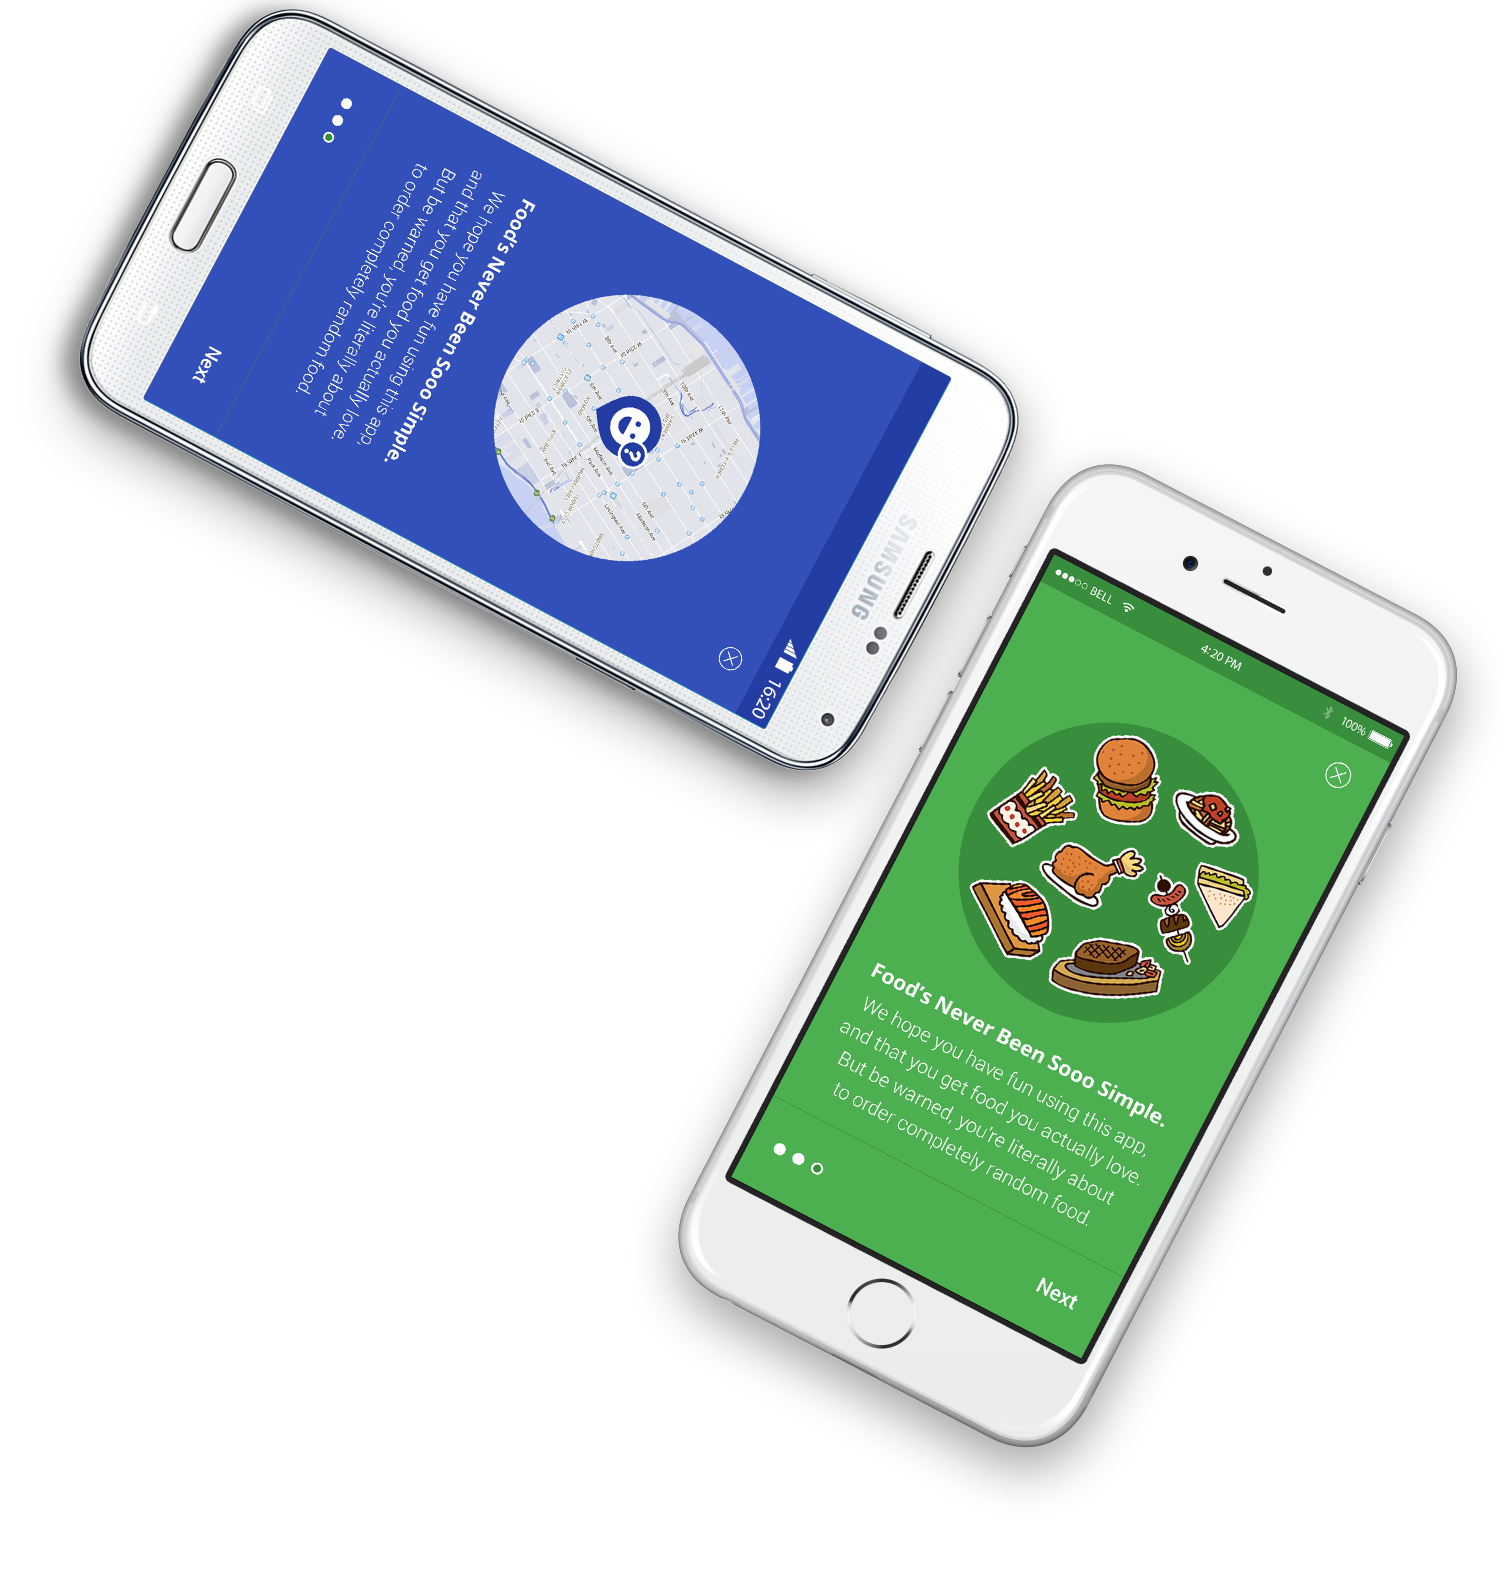 16:20
SAMSUNG
Food's Never Been Sooo Simple.
We hope you have fun using this app,
and that you get food you actually love.
But be warned, you're literally about
to order completely random food.
Next
BELL
4:20 PM
100%
Food's Never Been Sooo Simple.
We hope you have fun using this app,
and that you get food you actually love.
But be warned, you're literally about
to order completely random food.
Next